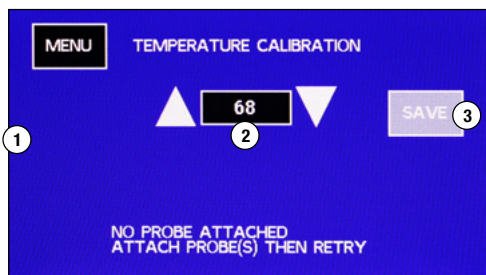 MENU TEMPERATURE CALIBRATION
68
SAVE 3
1
2
NO PROBE ATTACHED
ATTACH PROBE(S) THEN RETRY